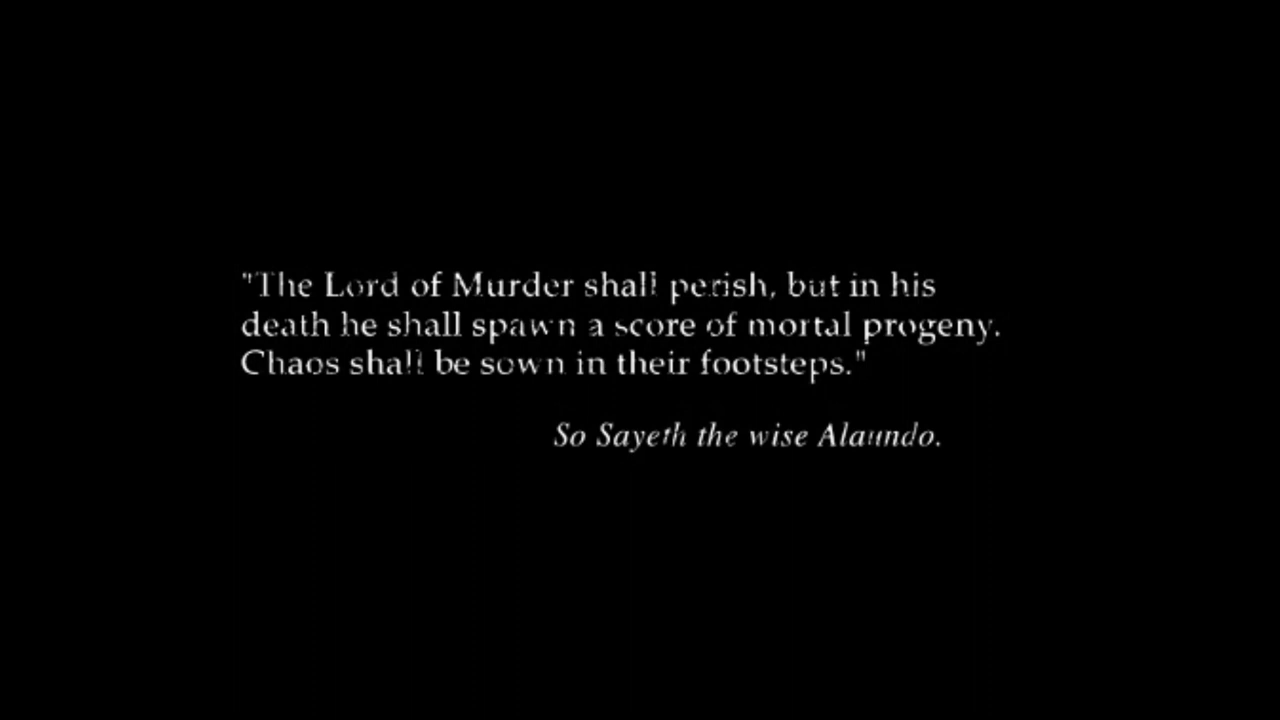 "The Lord of Murder shall perish, but in his
death he shall spawn a score of mortal progeny.
Chaos shall be sown in their footsteps."
So Sayeth the wise Alaundo.